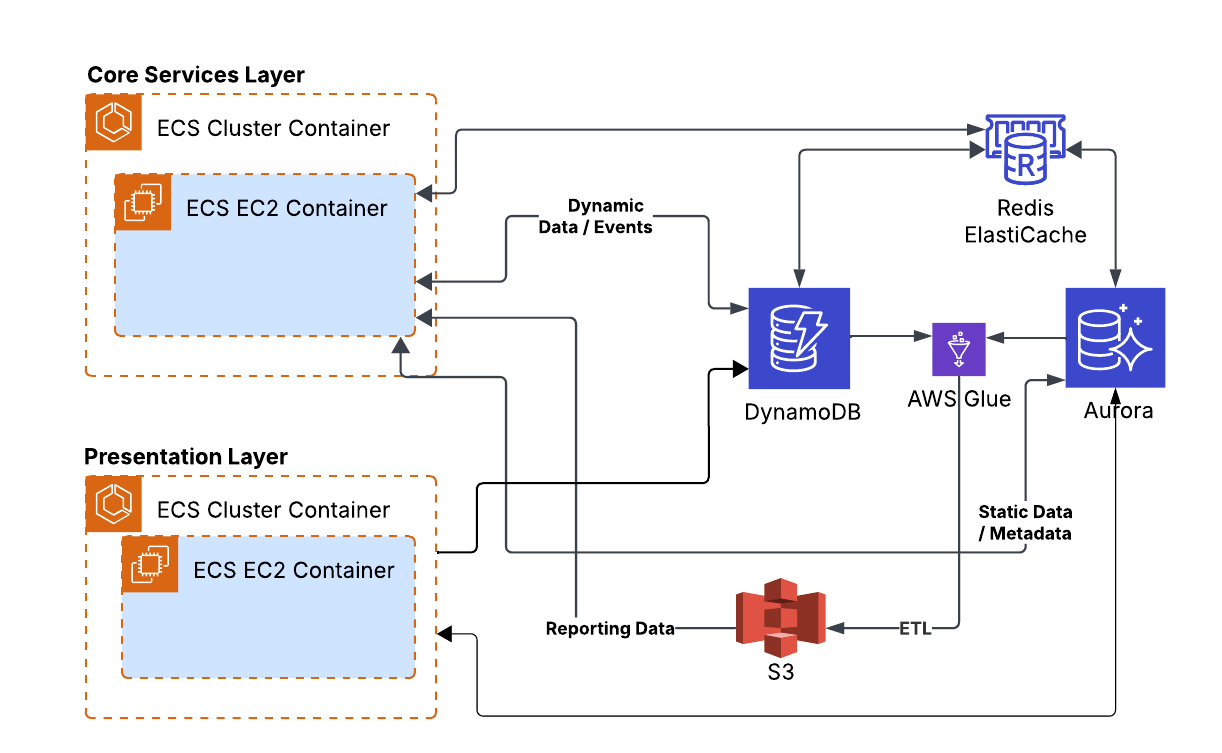 Core Services Layer
ECS Cluster Container
ECS EC2 Container
Dynamic
Data / Events
R
Redis
ElastiCache
DynamoDB
AWS Glue
Aurora
Presentation Layer
ECS Cluster Container
ECS EC2 Container
Static Data
/ Metadata
Reporting Data
ETL
S3